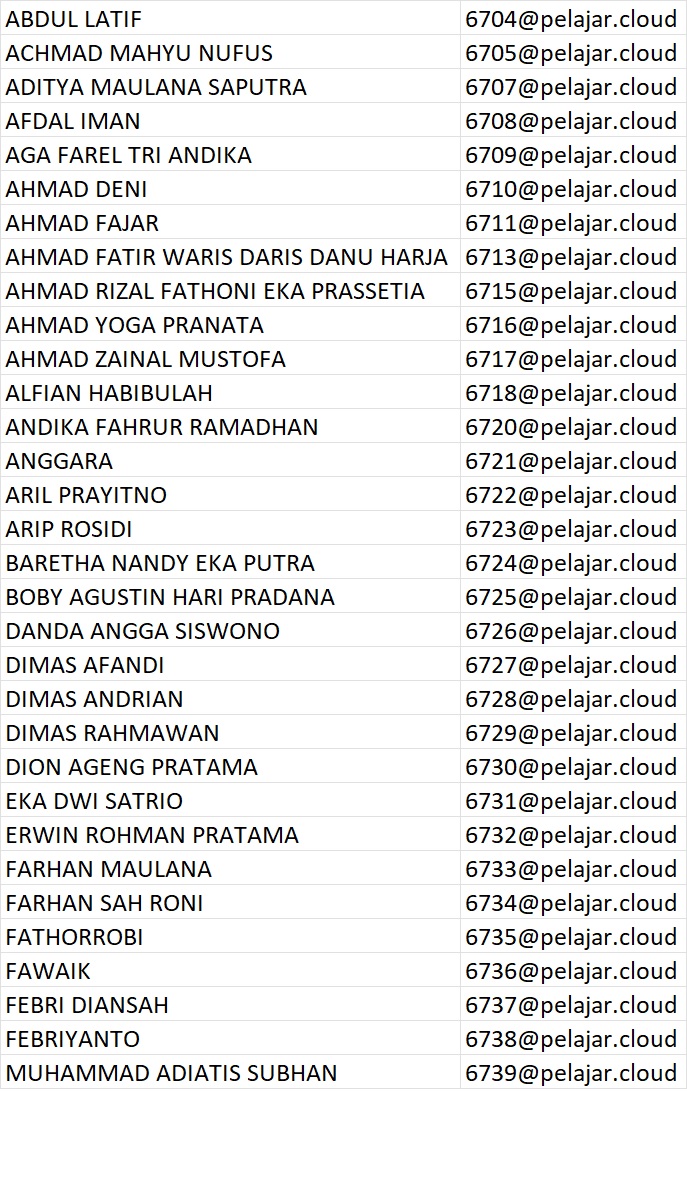 ABDUL LATIF 6704@pelajar.cloud
ACHMAD MAHYU NUFUS 6705@pelajar.cloud
ADITYA MAULANA SAPUTRA 6707@pelajar.cloud
AFDAL IMAN 6708@pelajar.cloud
AGA FAREL TRI ANDIKA 6709@pelajar.cloud
AHMAD DENI 6710@pelajar.cloud
AHMAD FAJAR 6711@pelajar.cloud
AHMAD FATIR WARIS DARIS DANU HARJA 6713@pelajar.cloud
AHMAD RIZAL FATHONI EKA PRASSETIA 6715@pelajar.cloud
AHMAD YOGA PRANATA 6716@pelajar.cloud
AHMAD ZAINAL MUSTOFA 6717@pelajar.cloud
ALFIAN HABIBULAH 6718@pelajar.cloud
ANDIKA FAHRUR RAMADHAN 6720@pelajar.cloud
ANGGARA 6721@pelajar.cloud
ARIL PRAYITNO 6722@pelajar.cloud
ARIP ROSIDI 6723@pelajar.cloud
BARETHA NANDY EKA PUTRA 6724@pelajar.cloud
BOBY AGUSTIN HARI PRADANA 6725@pelajar.cloud
DANDA ANGGA SISWONO 6726@pelajar.cloud
DIMAS AFANDI 6727@pelajar.cloud
DIMAS ANDRIAN 6728@pelajar.cloud
DIMAS RAHMAWAN 6729@pelajar.cloud
DION AGENG PRATAMA 6730@pelajar.cloud
EKA DWI SATRIO 6731@pelajar.cloud
ERWIN ROHMAN PRATAMA 6732@pelajar.cloud
FARHAN MAULANA 6733@pelajar.cloud
FARHAN SAH RONI 6734@pelajar.cloud
FATHORROBI 6735@pelajar.cloud
FAWAIK 6736@pelajar.cloud
FEBRI DIANSAH 6737@pelajar.cloud
FEBRIYANTO 6738@pelajar.cloud
MUHAMMAD ADIATIS SUBHAN 6739@pelajar.cloud